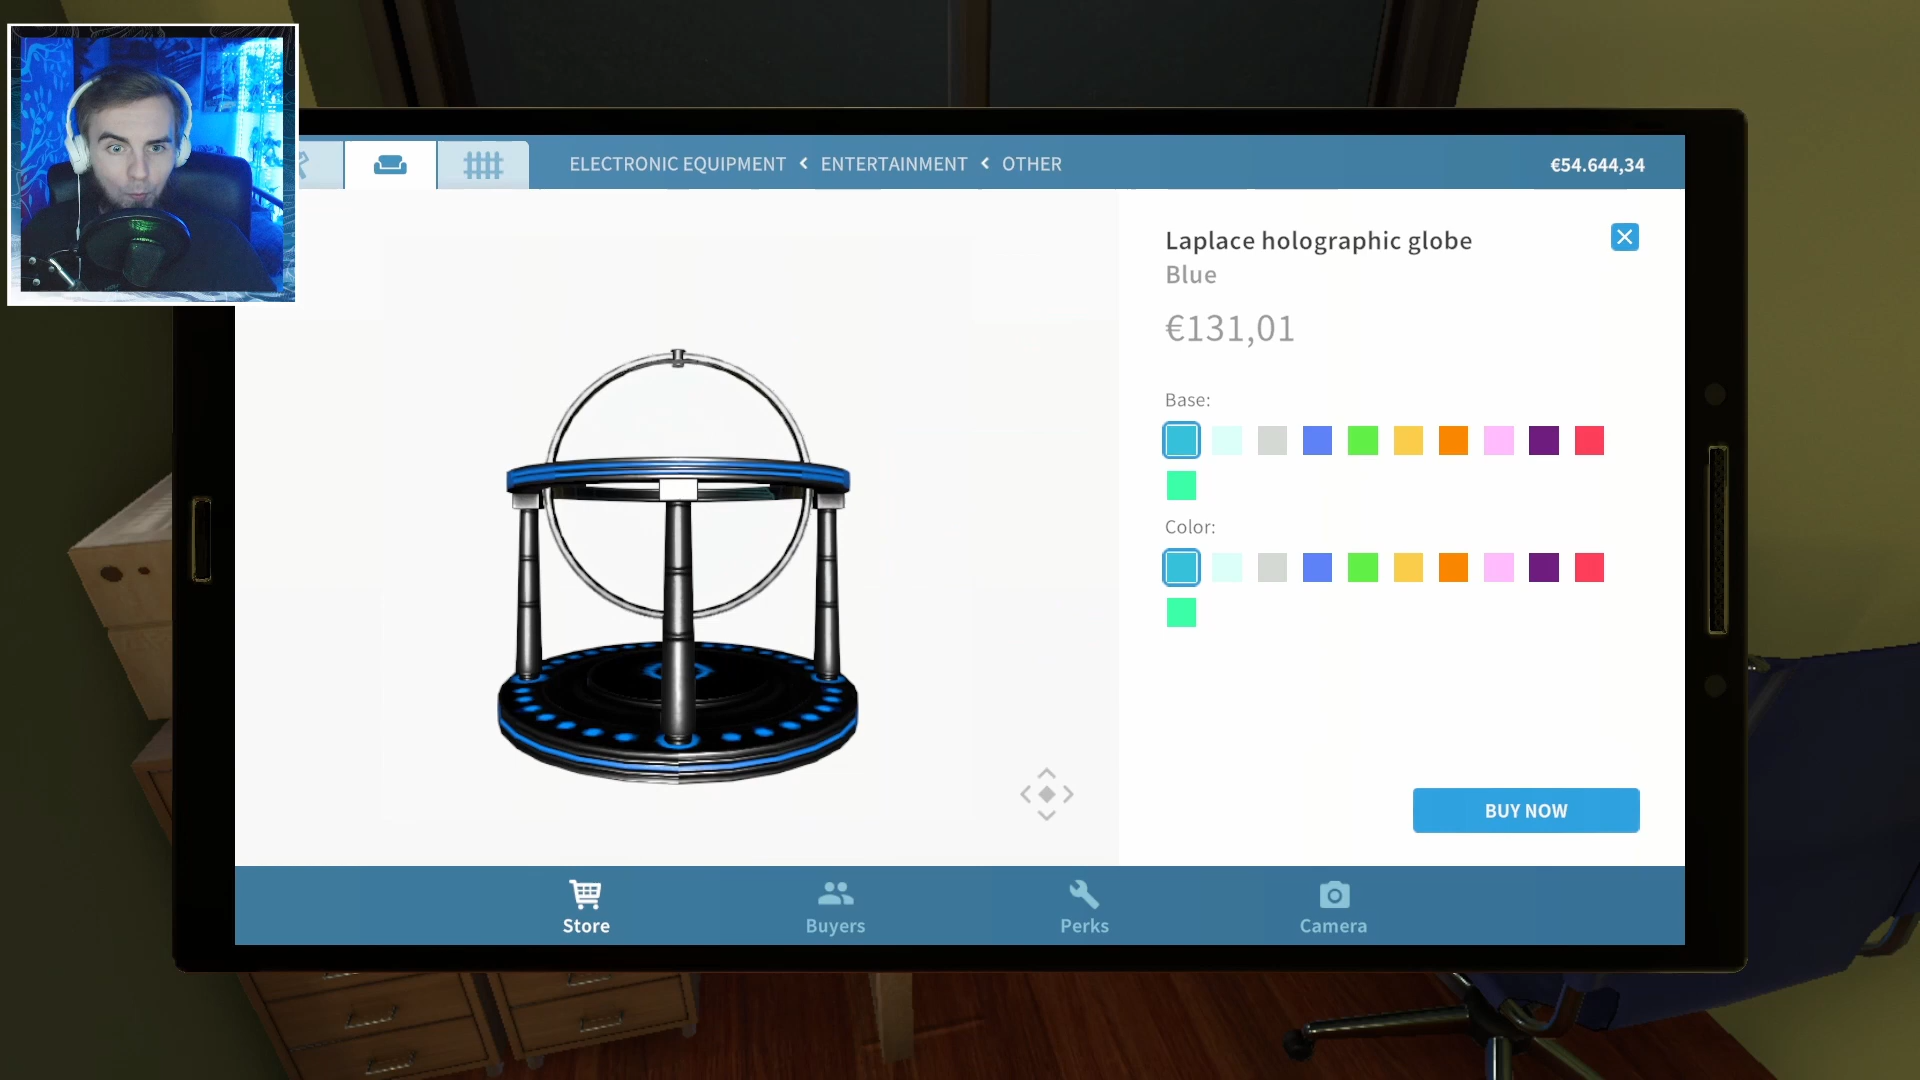 ELECTRONIC EQUIPMENT < ENTERTAINMENT < OTHER
€54.644,34
Laplace holographic globe
Blue
€131,01
Base:
Color:
BUY NOW
Store
Buyers
Perks
Camera